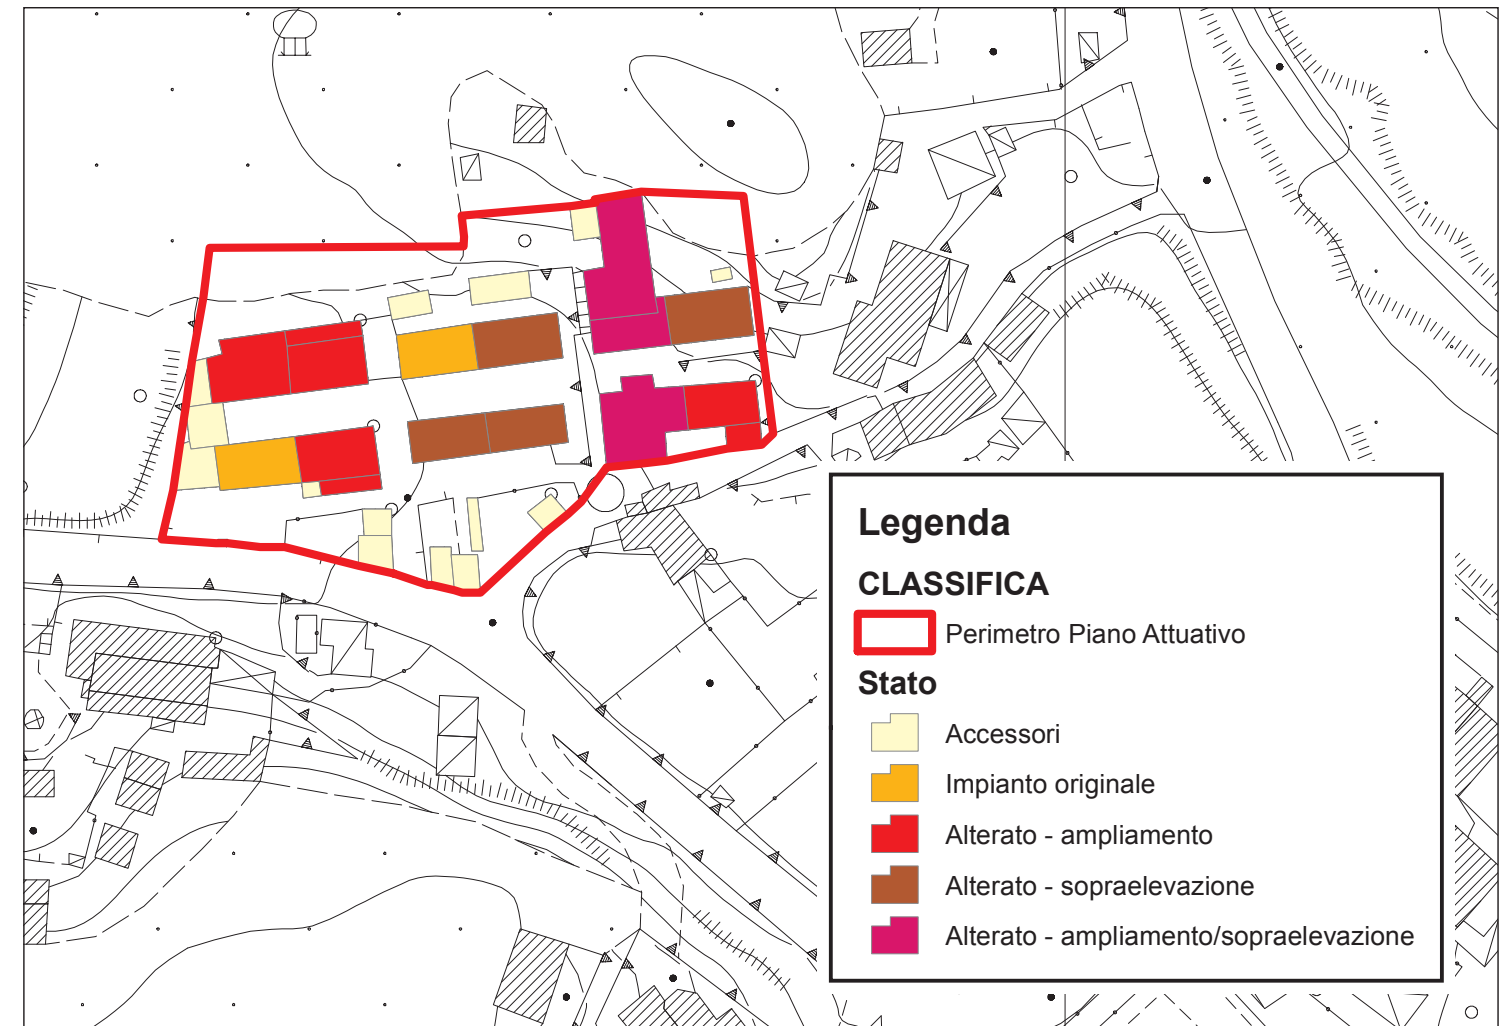 Legenda
CLASSIFICA
Perimetro Piano Attuativo
Stato
Accessori
Impianto originale
Alterato - ampliamento
Alterato - sopraelevazione
Alterato - ampliamento/sopraelevazione